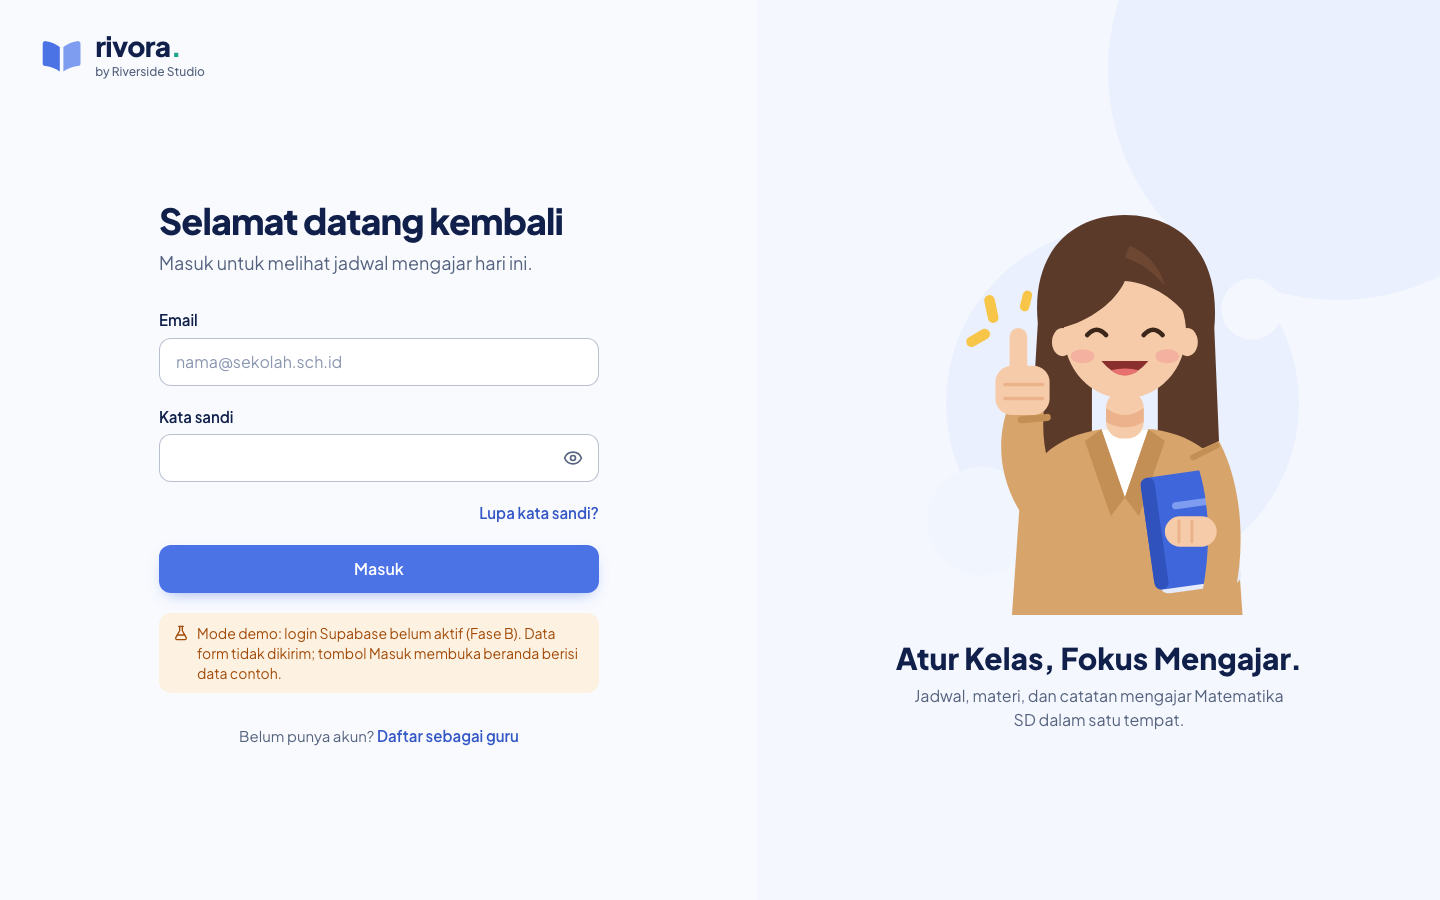 rivora.
by Riverside Studio
Selamat datang kembali
Masuk untuk melihat jadwal mengajar hari ini.
Email
nama@sekolah.sch.id
Kata sandi
Lupa kata sandi?
Masuk
Mode demo: login Supabase belum aktif (Fase B). Data
form tidak dikirim; tombol Masuk membuka beranda berisi
data contoh.
Belum punya akun? Daftar sebagai guru
Atur Kelas, Fokus Mengajar.
Jadwal, materi, dan catatan mengajar Matematika
SD dalam satu tempat.